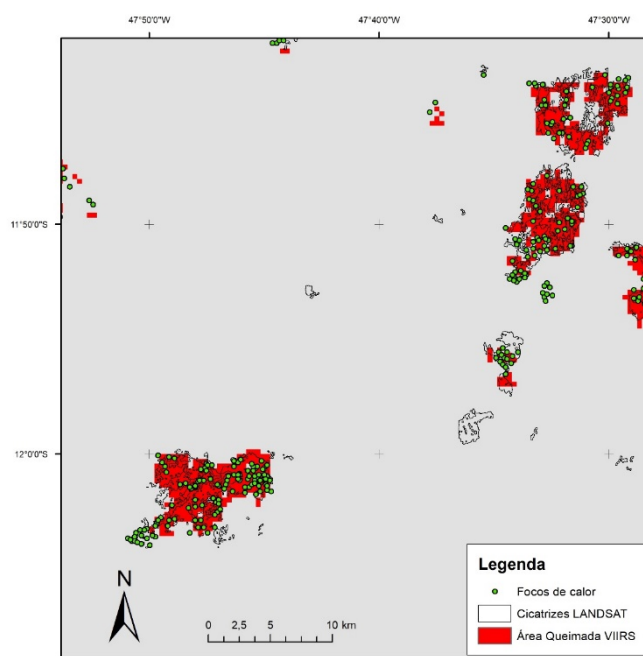 47°50'0"W 47°40'0"W 47°30'0"W
11°50'0"S
12°0'0"S
N
0 2,5 5 10 km
Legenda
Focos de calor
Cicatrizes LANDSAT
Área Queimada VIIRS